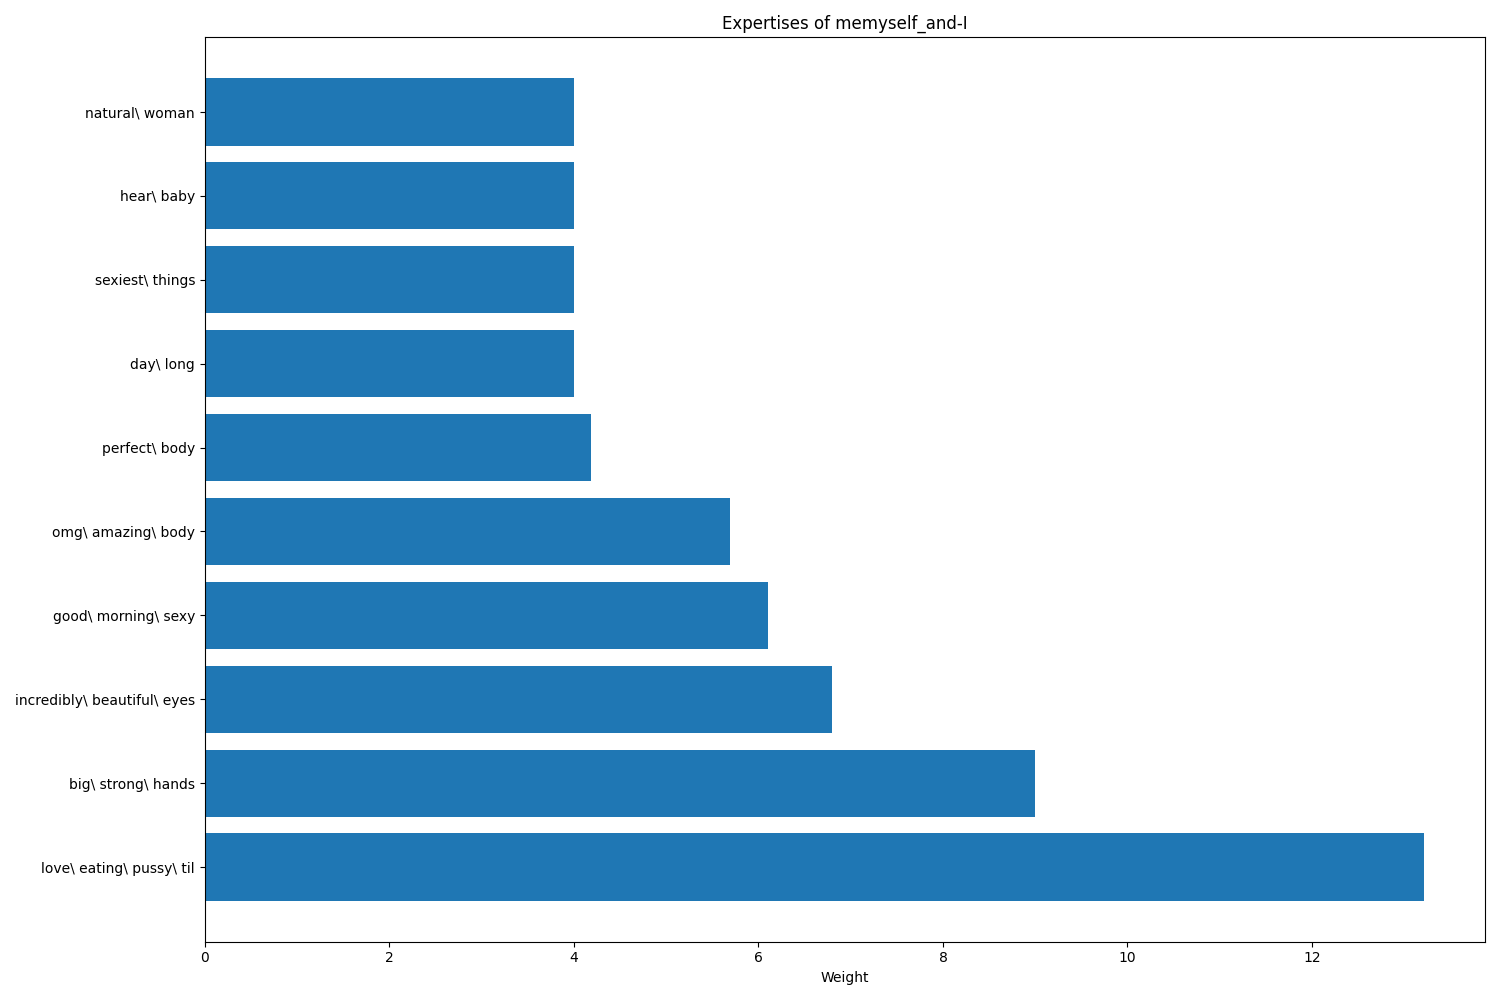 Expertises of memyself_and-I
natural\ woman
hear\ baby
sexiest\ things
day\ long
perfect\ body
omg\ amazing\ body
good\ morning\ sexy
incredibly\ beautiful\ eyes
big\ strong\ hands
love\ eating\ pussy\ til
0 2 4 6 8 10 12
Weight